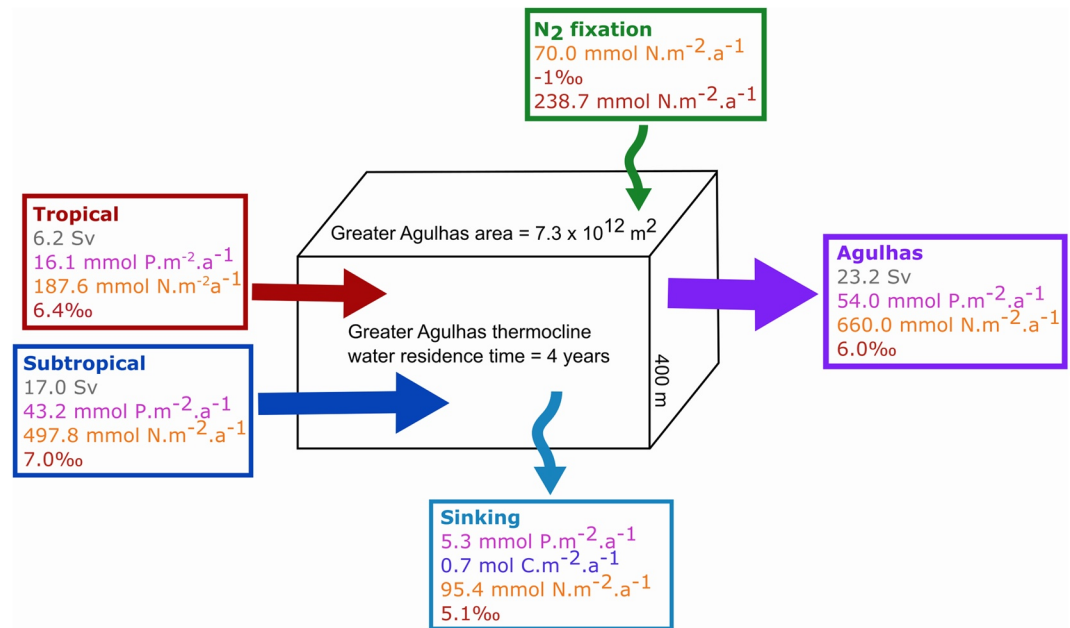 N2 fixation
70.0 mmol N.m-2.a-1
-1‰
238.7 mmol N.m-2.a-1
Tropical
6.2 Sv
16.1 mmol P.m-2.a-1
187.6 mmol N.m-2a-1
6.4‰
Subtropical
17.0 Sv
43.2 mmol P.m-2.a-1
497.8 mmol N.m-2.a-1
7.0‰
Greater Agulhas area = 7.3 x 1012 m2
Greater Agulhas thermocline
water residence time = 4 years
400 m
Agulhas
23.2 Sv
54.0 mmol P.m-2.a-1
660.0 mmol N.m-2.a-1
6.0‰
Sinking
5.3 mmol P.m-2.a-1
0.7 mol C.m-2.a-1
95.4 mmol N.m-2.a-1
5.1‰